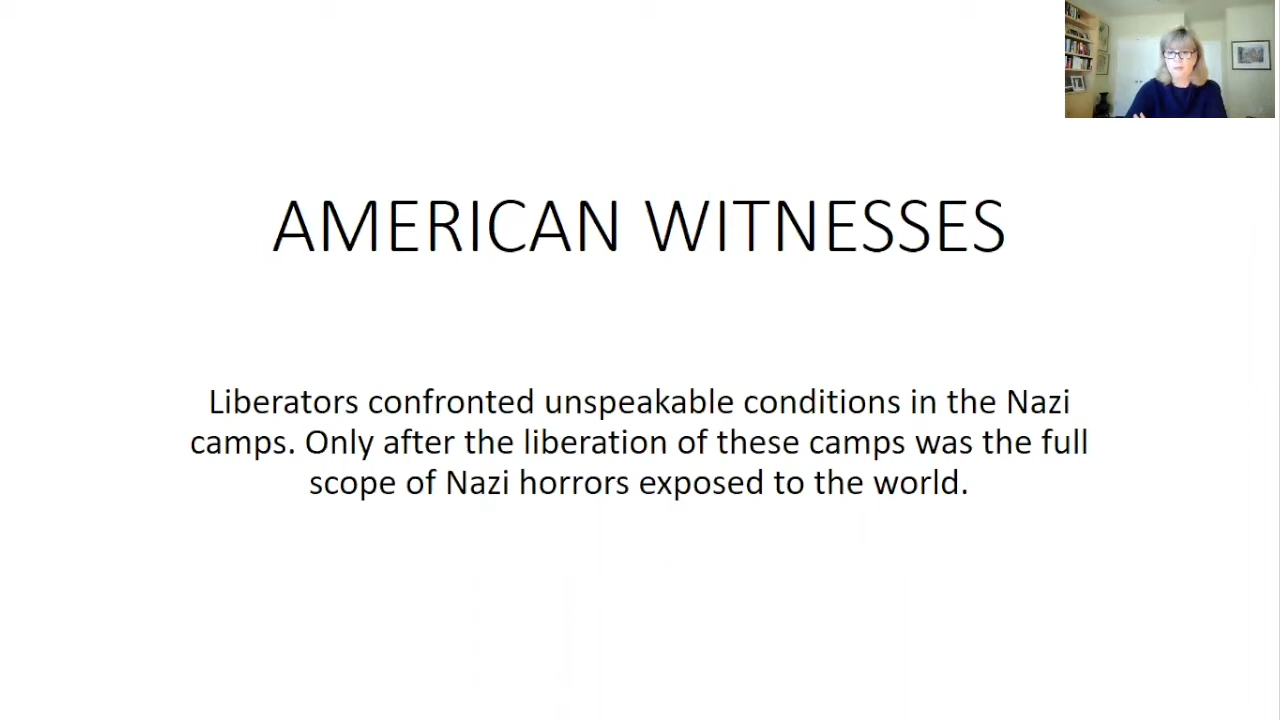 AMERICAN WITNESSES
Liberators confronted unspeakable conditions in the Nazi
camps. Only after the liberation of these camps was the full
scope of Nazi horrors exposed to the world.